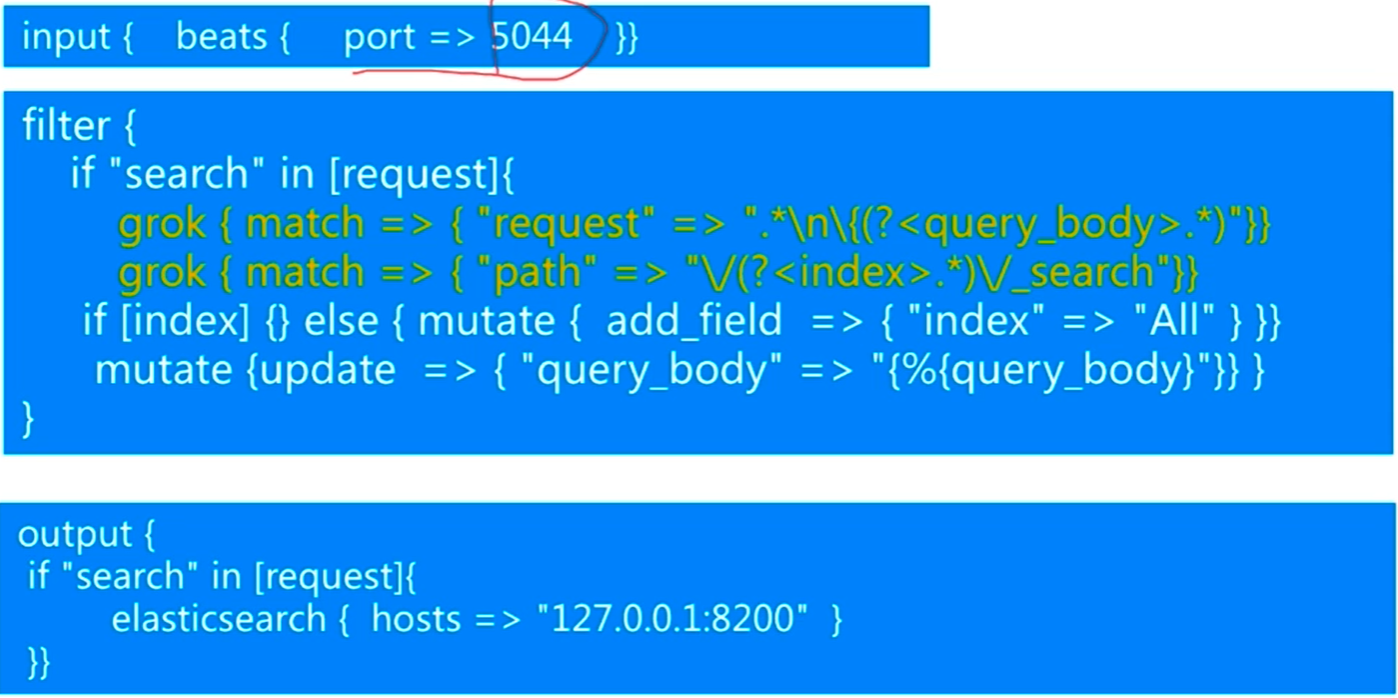 input {    beats {     port => 5044    }}
filter {
    if "search" in [request]{
        grok { match => { "request" => ".*\n\{(?<query_body>.*)"}}
        grok { match => { "path" => "\/(?<index>.*)\/_search"}}
     if [index] {} else { mutate {  add_field  => { "index" => "All" } }}
      mutate {update  => { "query_body" => "{%{query_body}"}} }
}
output {
 if "search" in [request]{
        elasticsearch {  hosts => "127.0.0.1:8200"  }
 }}